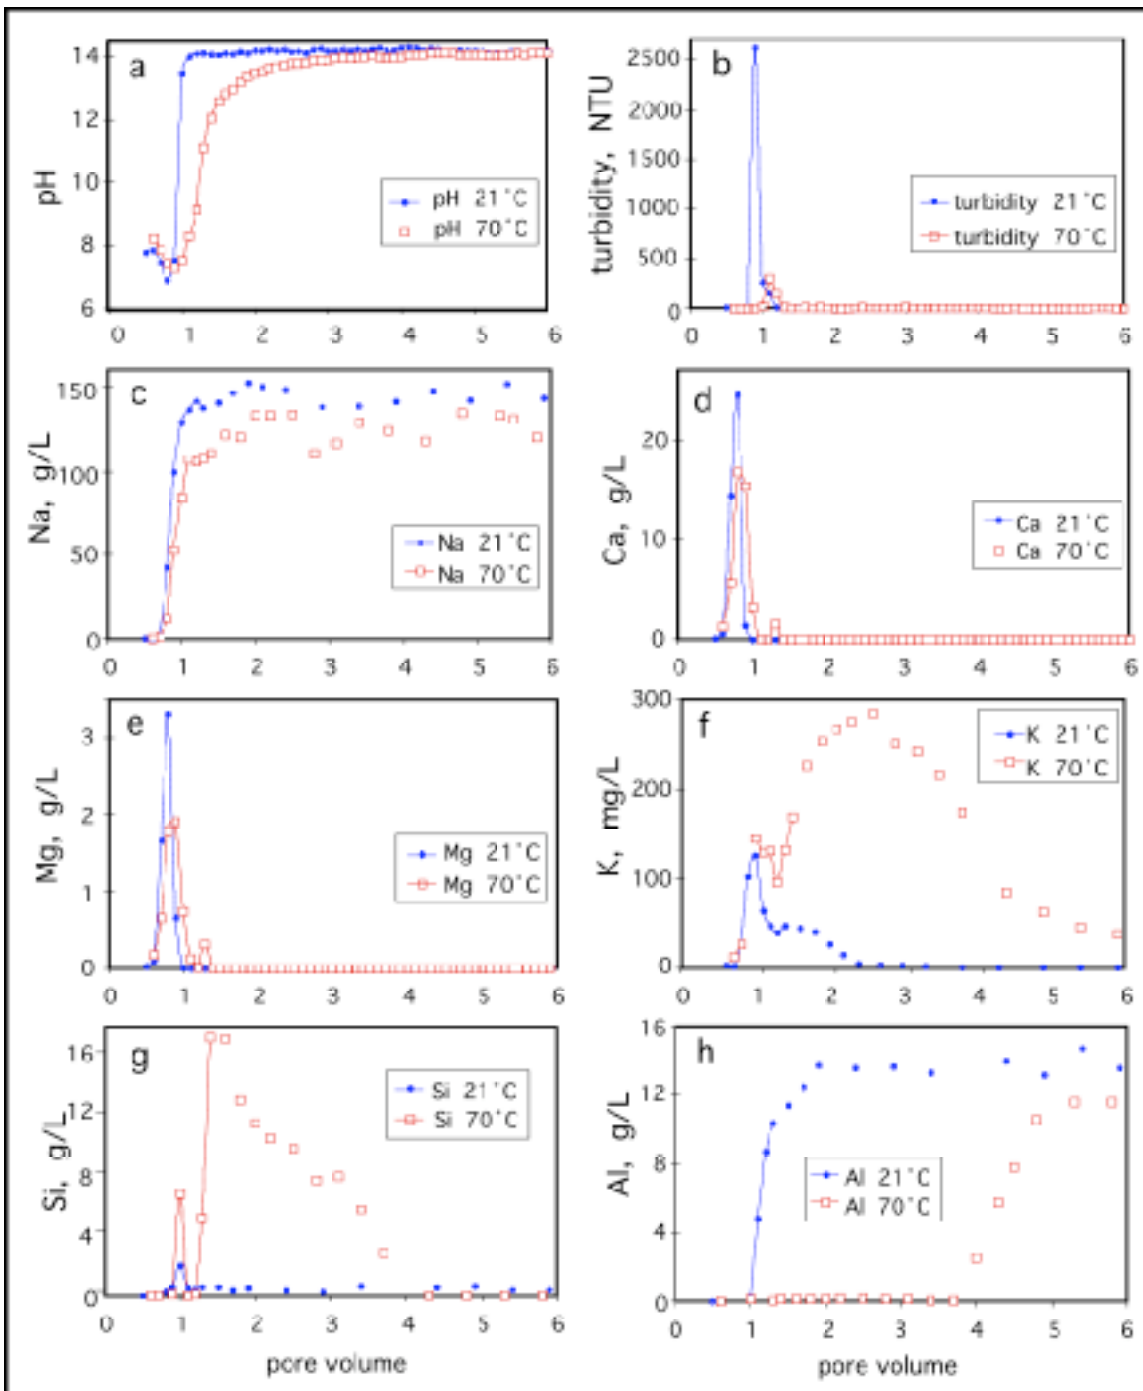 a
14
12
10
8
6
pH
pH 21˚C
pH 70˚C
0 1 2 3 4 5 6
b
2500
2000
1500
1000
500
0
turbidity, NTU
turbidity 21˚C
turbidity 70˚C
0 1 2 3 4 5 6
c
150
100
50
0
Na, g/L
Na 21˚C
Na 70˚C
0 1 2 3 4 5 6
d
20
10
0
Ca, g/L
Ca 21˚C
Ca 70˚C
0 1 2 3 4 5 6
e
3
2
1
0
Mg, g/L
Mg 21˚C
Mg 70˚C
0 1 2 3 4 5 6
f
300
200
100
0
K, mg/L
K 21˚C
K 70˚C
0 1 2 3 4 5 6
g
16
12
8
4
0
Si, g/L
Si 21˚C
Si 70˚C
0 1 2 3 4 5 6
pore volume
h
16
12
8
4
0
Al, g/L
Al 21˚C
Al 70˚C
0 1 2 3 4 5 6
pore volume